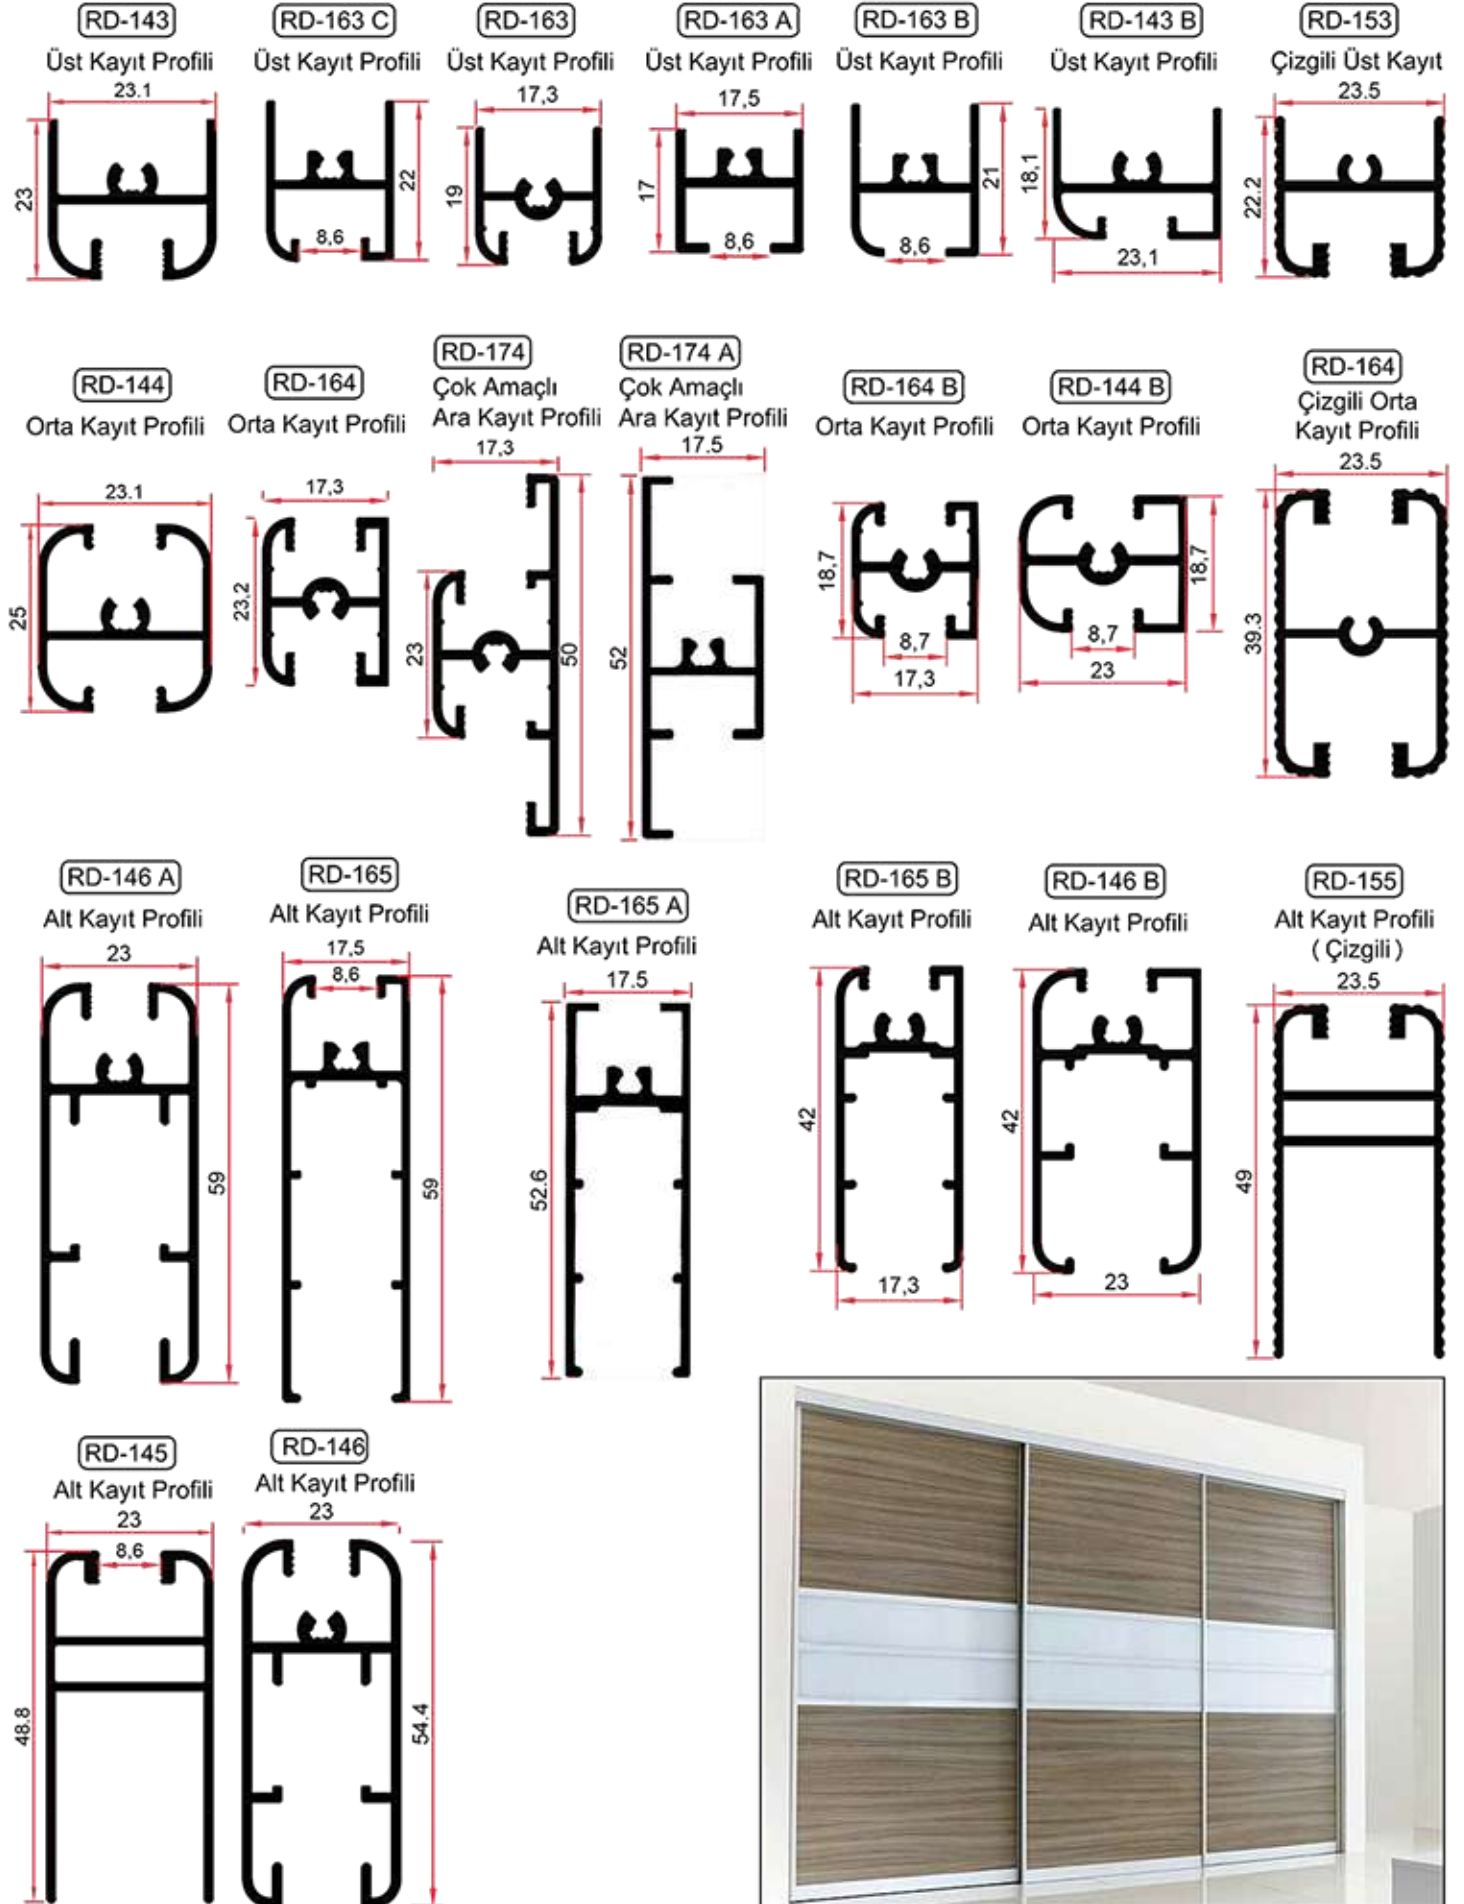 RD-143
Üst Kayıt Profili
23.1
23
RD-163 C
Üst Kayıt Profili
22
8,6
RD-163
Üst Kayıt Profili
17,3
19
RD-163 A
Üst Kayıt Profili
17,5
17
8,6
RD-163 B
Üst Kayıt Profili
21
8,6
RD-143 B
Üst Kayıt Profili
18,1
23,1
RD-153
Çizgili Üst Kayıt
23.5
22.2
RD-144
Orta Kayıt Profili
23.1
25
RD-164
Orta Kayıt Profili
17,3
23,2
RD-174
Çok Amaçlı
Ara Kayıt Profili
17,3
23
50
RD-174 A
Çok Amaçlı
Ara Kayıt Profili
17.5
52
RD-164 B
Orta Kayıt Profili
18,7
8,7
17,3
RD-144 B
Orta Kayıt Profili
18,7
8,7
23
RD-164
Çizgili Orta
Kayıt Profili
23.5
39.3
RD-146 A
Alt Kayıt Profili
23
59
RD-165
Alt Kayıt Profili
17,5
8,6
59
RD-165 A
Alt Kayıt Profili
17.5
52.6
RD-165 B
Alt Kayıt Profili
42
17,3
RD-146 B
Alt Kayıt Profili
42
23
RD-155
Alt Kayıt Profili
( Çizgili )
23.5
49
RD-145
Alt Kayıt Profili
23
8,6
48.8
RD-146
Alt Kayıt Profili
23
54.4